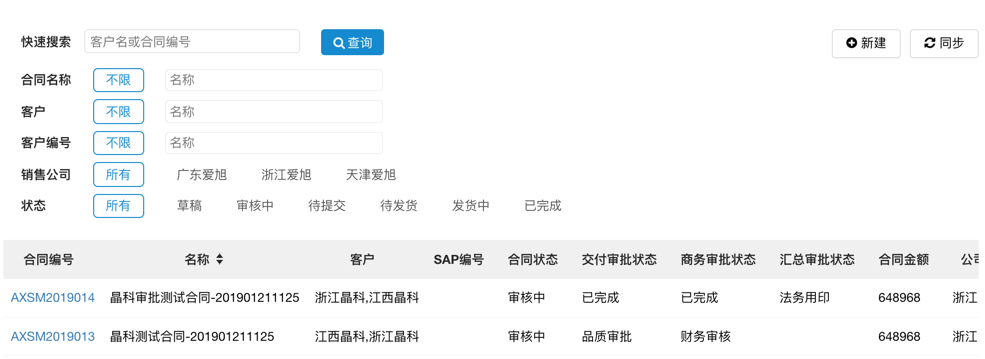 快速搜索 客户名或合同编号 查询 新建 同步
合同名称 不限 名称
客户 不限 名称
客户编号 不限 名称
销售公司 所有 广东爱旭 浙江爱旭 天津爱旭
状态 所有 草稿 审核中 待提交 待发货 发货中 已完成
合同编号 名称 客户 SAP编号 合同状态 交付审批状态 商务审批状态 汇总审批状态 合同金额 公司
AXSM2019014 晶科审批测试合同-201901211125 浙江晶科,江西晶科 审核中 已完成 已完成 法务用印 648968 浙江
AXSM2019013 晶科测试合同-201901211125 江西晶科,浙江晶科 审核中 品质审批 财务审核 648968 浙江